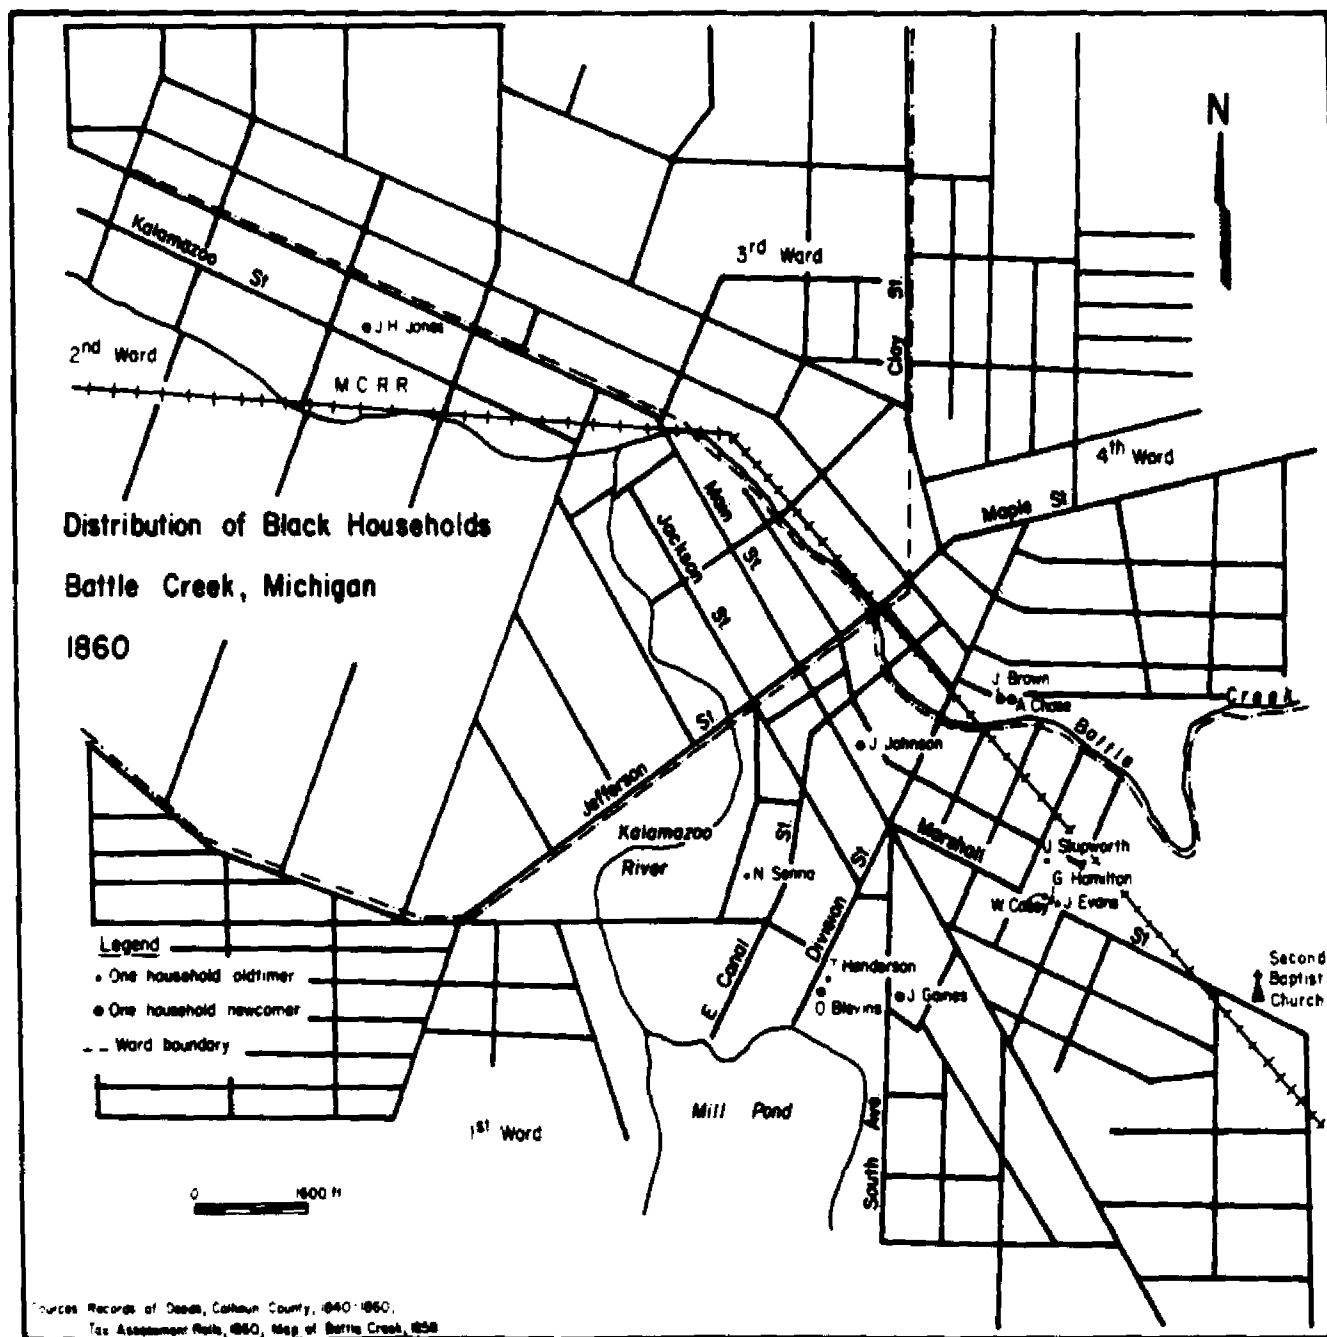 N
3rd Ward
Kalamazoo St
Clay St.
J H Jones
2nd Ward
M C R R
4th Ward
Maple St
Main St
Jackson St
Distribution of Black Households
Battle Creek, Michigan
1860
J. Brown
A Chase
Battle Creek
J Johnson
Jefferson St
Marshall St
Kalamazoo
River
E Canal St.
N Senna
G Hamilton
J Evans
Division St
T Henderson
O Blevins
J Gaines
Second
Baptist
Church
Legend
One household oldtimer
One household newcomer
Ward boundary
1st Ward
Mill Pond
South Ave
0 1600 ft
Sources Records of Deeds, Calhoun County, 1840-1860,
Tax Assessment Rolls, 1860, Map of Battle Creek, 1858